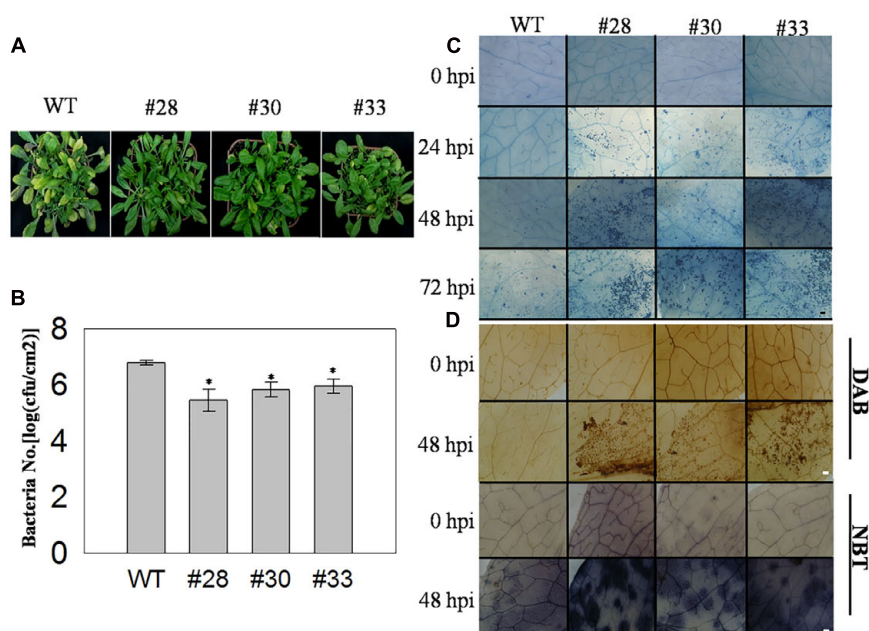 A
WT #28 #30 #33
B
Bacteria No.[log(cfu/cm2)]
8
6
4
2
0
* * *
WT #28 #30 #33
C
WT #28 #30 #33
0 hpi
24 hpi
48 hpi
72 hpi
D
0 hpi
48 hpi
DAB
0 hpi
48 hpi
NBT